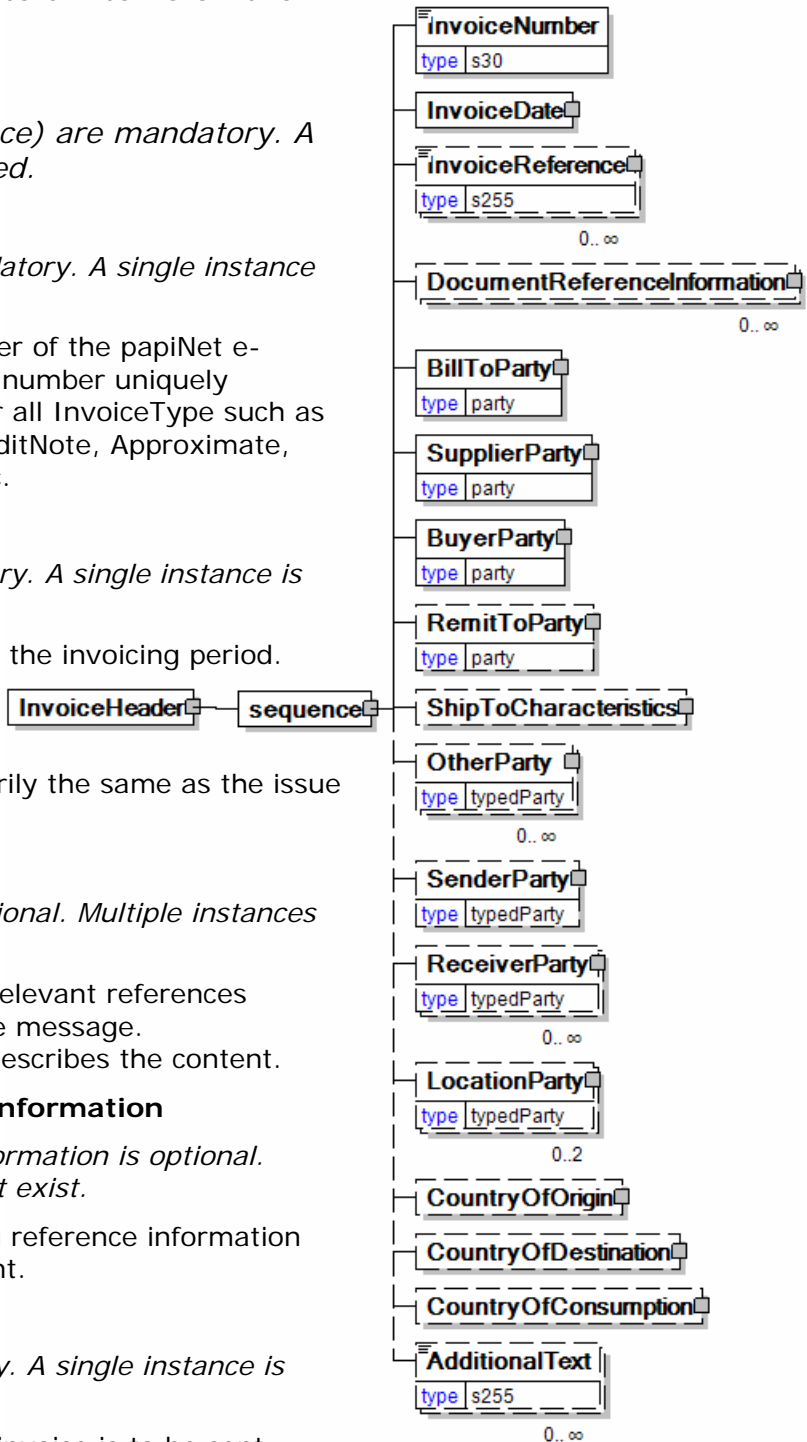 ce) are mandatory. A
ed.
datory. A single instance
er of the papiNet e-
number uniquely
r all InvoiceType such as
ditNote, Approximate,
ry. A single instance is
the invoicing period.
rily the same as the issue
ional. Multiple instances
elevant references
e message.
escribes the content.
nformation
ormation is optional.
t exist.
reference information
nt.
y. A single instance is
invoice is to be sent
InvoiceHeader
sequence
InvoiceNumber
type s30
InvoiceDate
InvoiceReference
type s255
0.. ∞
DocumentReferenceInformation
0.. ∞
BillToParty
type party
SupplierParty
type party
BuyerParty
type party
RemitToParty
type party
ShipToCharacteristics
OtherParty
type typedParty
0.. ∞
SenderParty
type typedParty
ReceiverParty
type typedParty
0.. ∞
LocationParty
type typedParty
0..2
CountryOfOrigin
CountryOfDestination
CountryOfConsumption
AdditionalText
type s255
0.. ∞